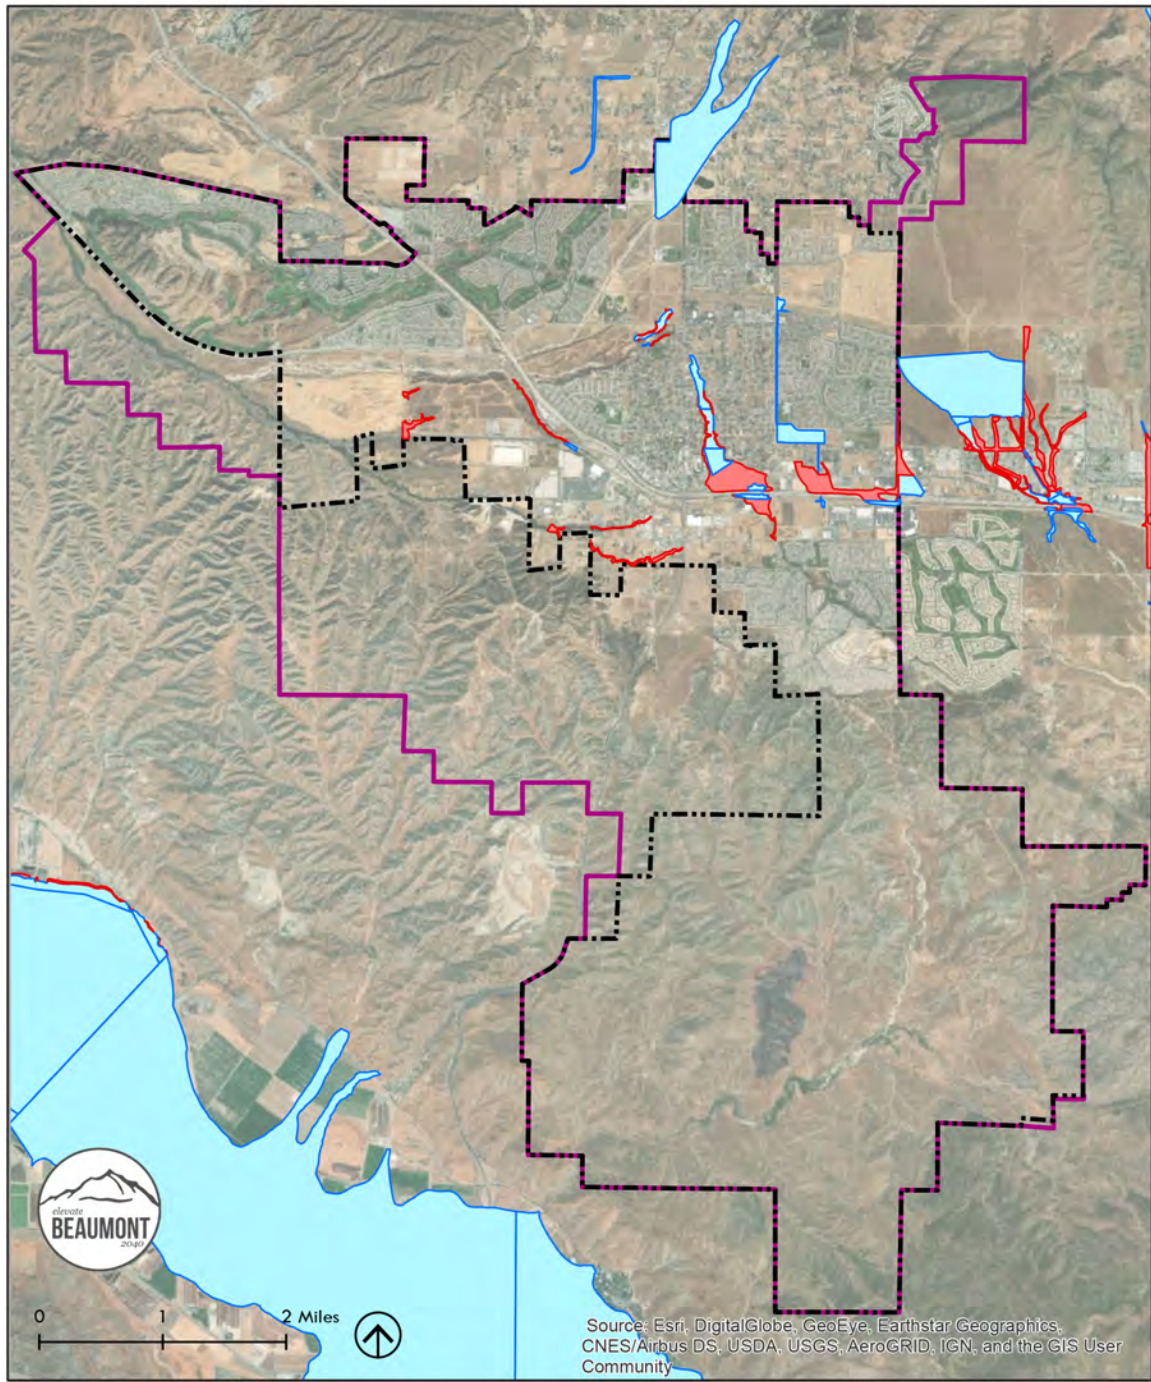 elevate
BEAUMONT
2040
0 1 2 Miles
Source: Esri, DigitalGlobe, GeoEye, Earthstar Geographics,
CNES/Airbus DS, USDA, USGS, AeroGRID, IGN, and the GIS User
Community